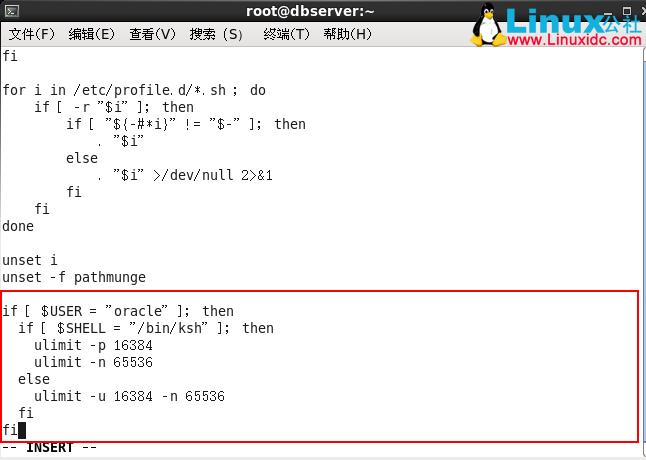 root@dbserver:~
Linux公社
www.Linuxidc.com
文件(F) 编辑(E) 查看(V) 搜索 (S) 终端(T) 帮助(H)
fi
for i in /etc/profile.d/*.sh ; do
    if [ -r "$i" ]; then
        if [ "${-#*i}" != "$-" ]; then
            . "$i"
        else
            . "$i" >/dev/null 2>&1
        fi
    fi
done
unset i
unset -f pathmunge
if [ $USER = "oracle" ]; then
  if [ $SHELL = "/bin/ksh" ]; then
    ulimit -p 16384
    ulimit -n 65536
  else
    ulimit -u 16384 -n 65536
  fi
fi
-- INSERT --